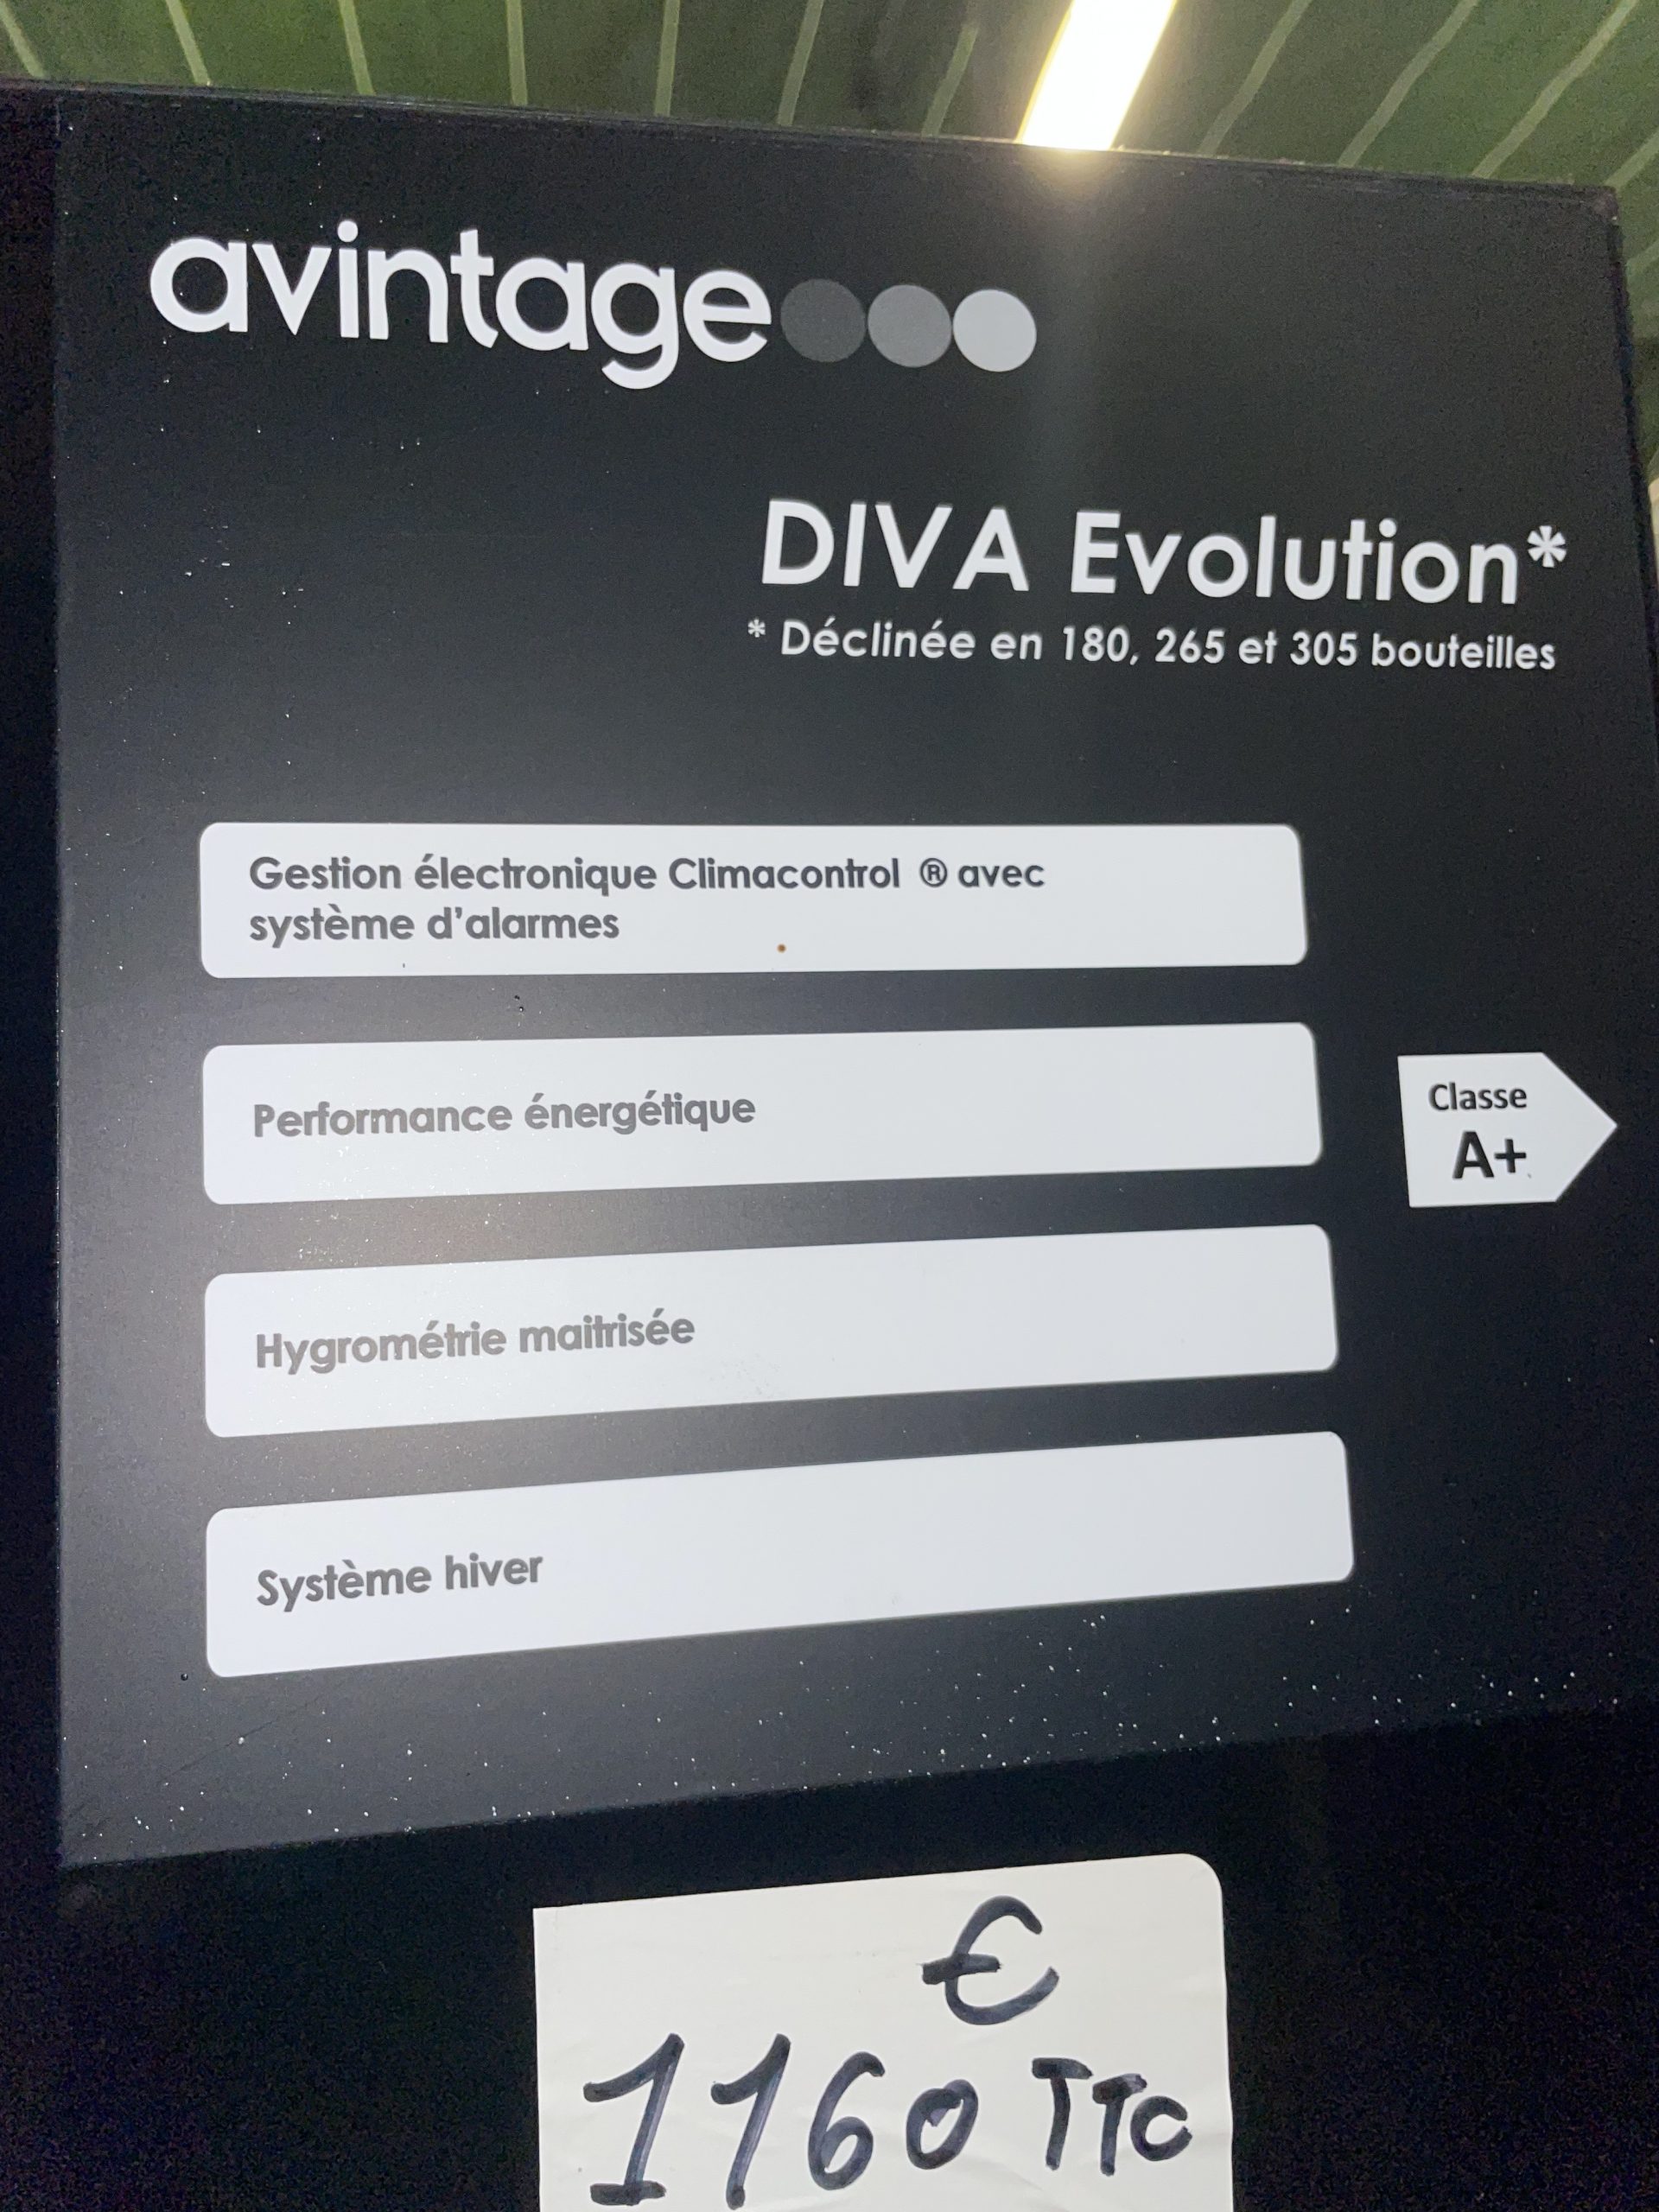 avintage
DIVA Evolution*
* Déclinée en 180, 265 et 305 bouteilles
Gestion électronique Climacontrol ® avec
système d'alarmes
Performance énergétique
Classe
A+
Hygrométrie maitrisée
Système hiver
€
1160 TTC